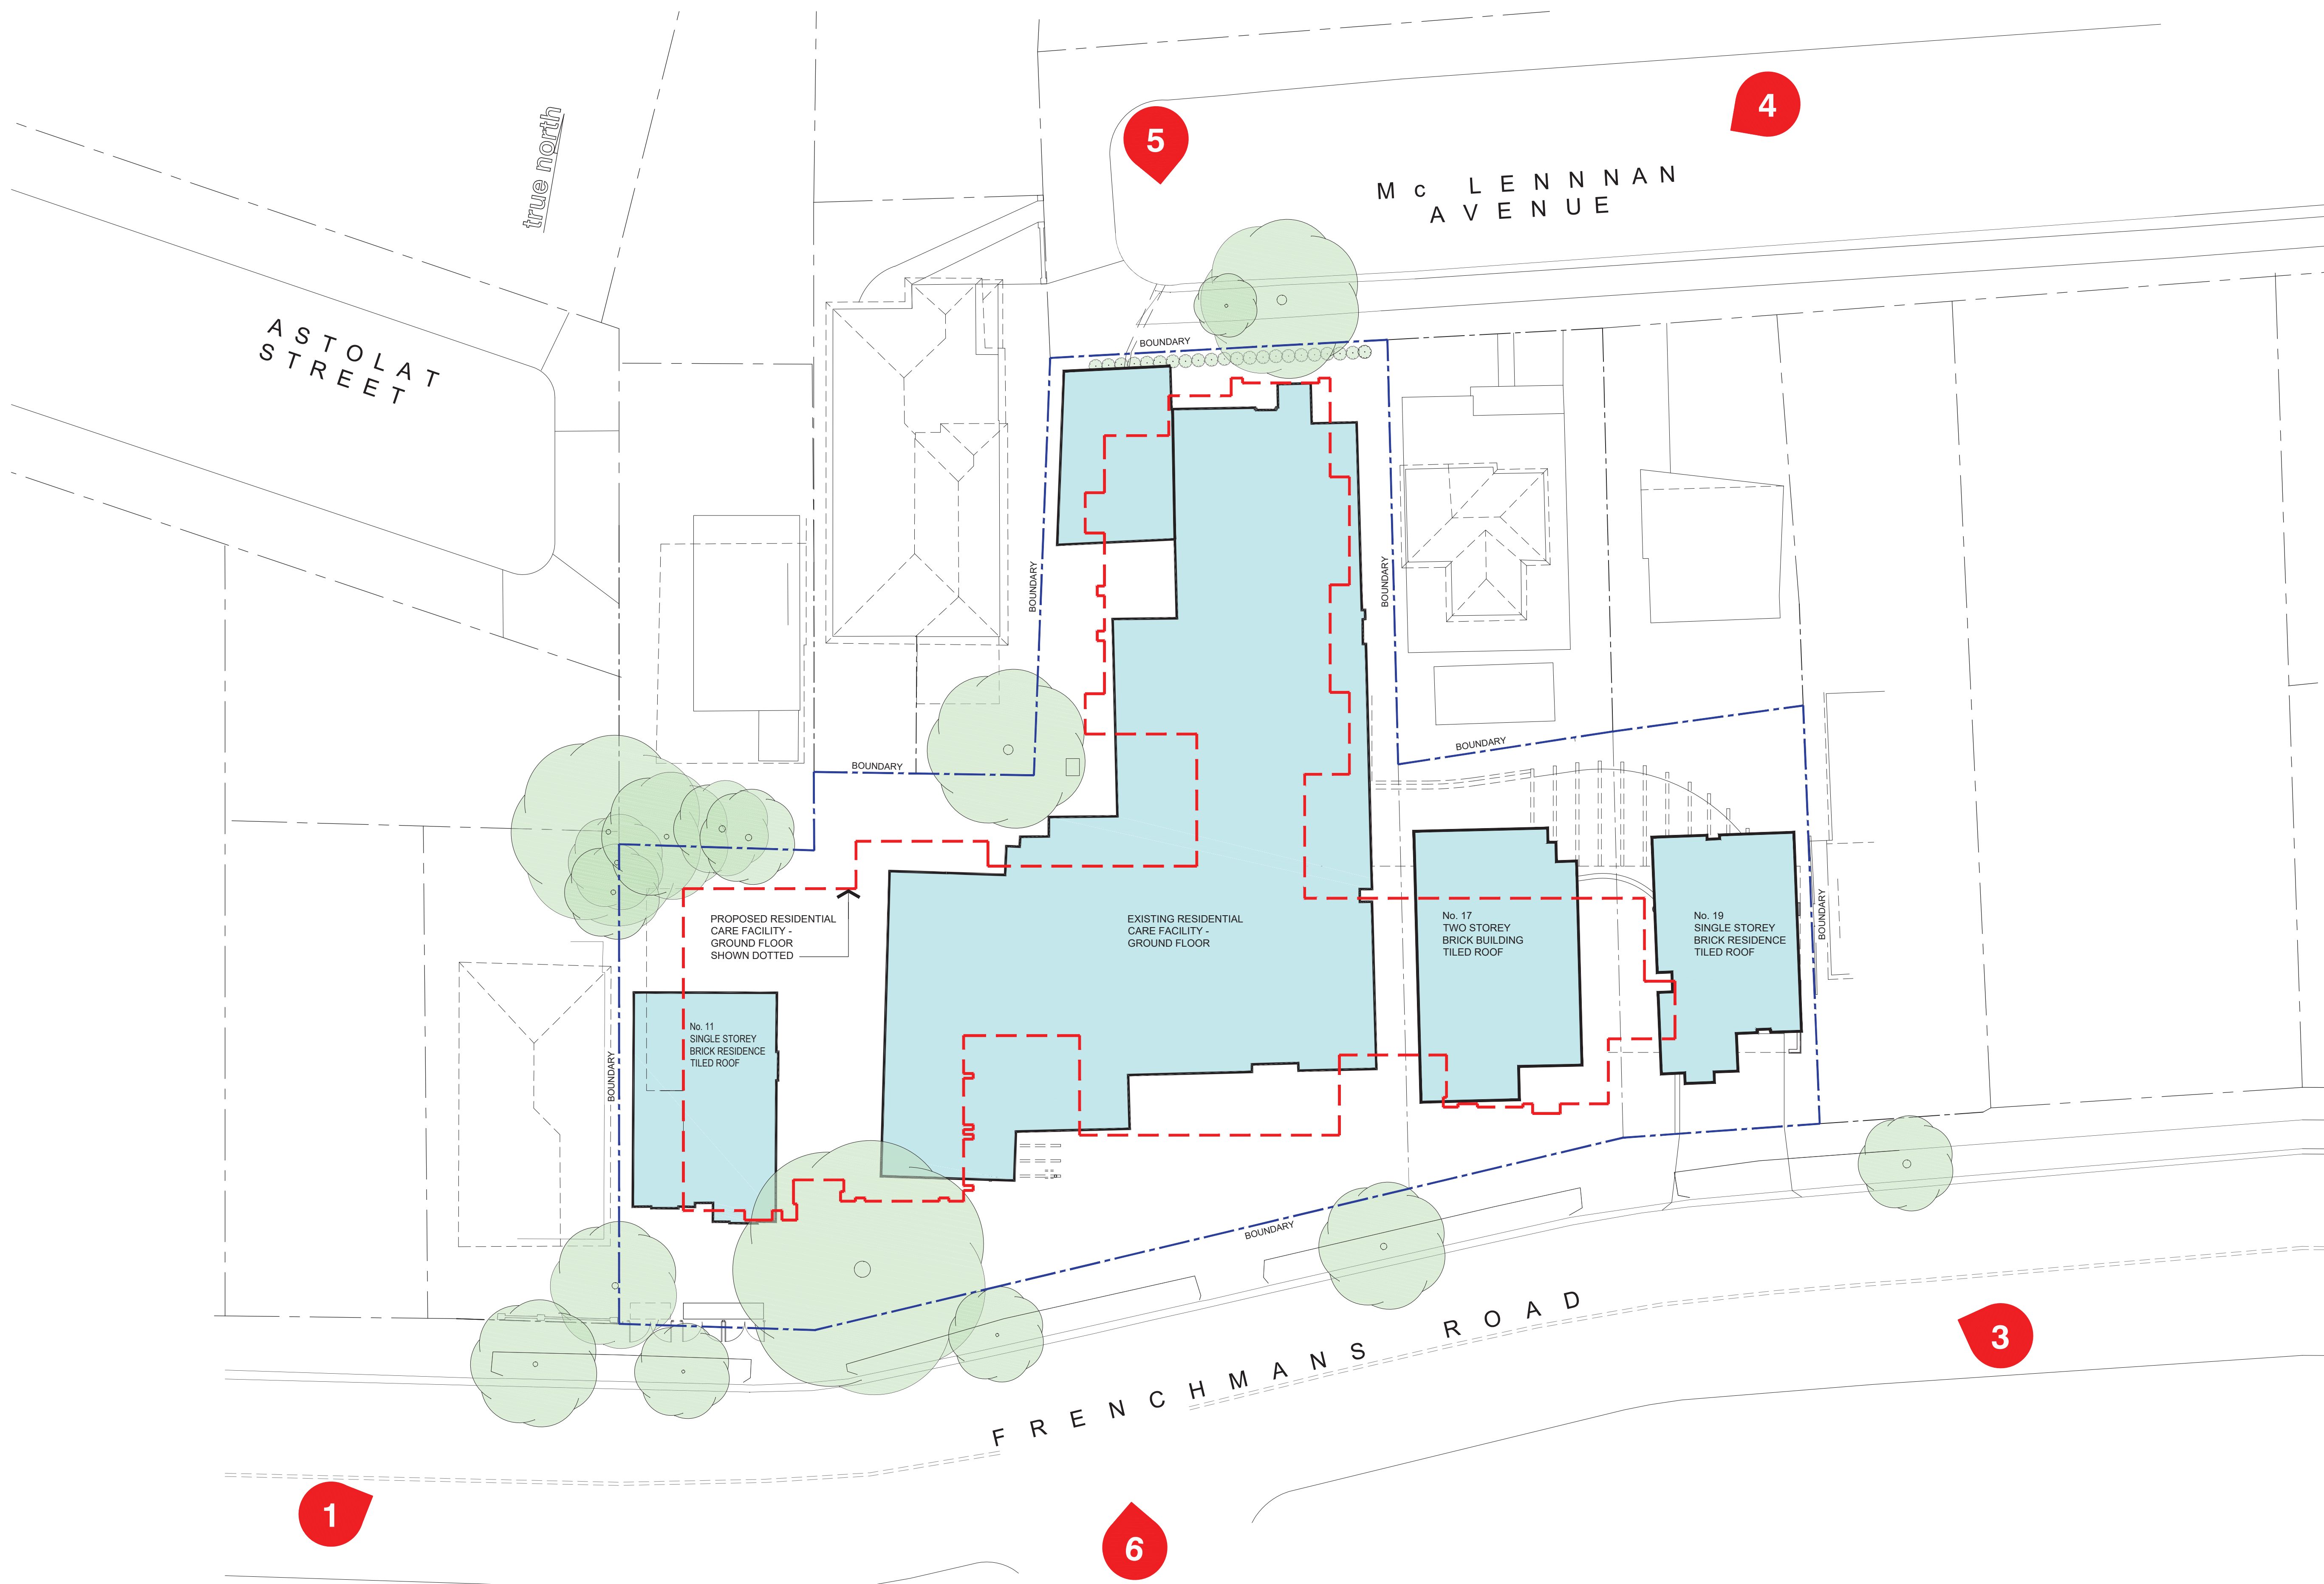 4
5
true north
Mc LENNNAN
AVENUE
ASTOLAT
STREET
BOUNDARY
BOUNDARY
BOUNDARY
BOUNDARY
BOUNDARY
PROPOSED RESIDENTIAL
CARE FACILITY -
GROUND FLOOR
SHOWN DOTTED
EXISTING RESIDENTIAL
CARE FACILITY -
GROUND FLOOR
No. 17
TWO STOREY
BRICK BUILDING
TILED ROOF
No. 19
SINGLE STOREY
BRICK RESIDENCE
TILED ROOF
BOUNDARY
No. 11
SINGLE STOREY
BRICK RESIDENCE
TILED ROOF
BOUNDARY
BOUNDARY
FRENCHMANS ROAD
3
1
6